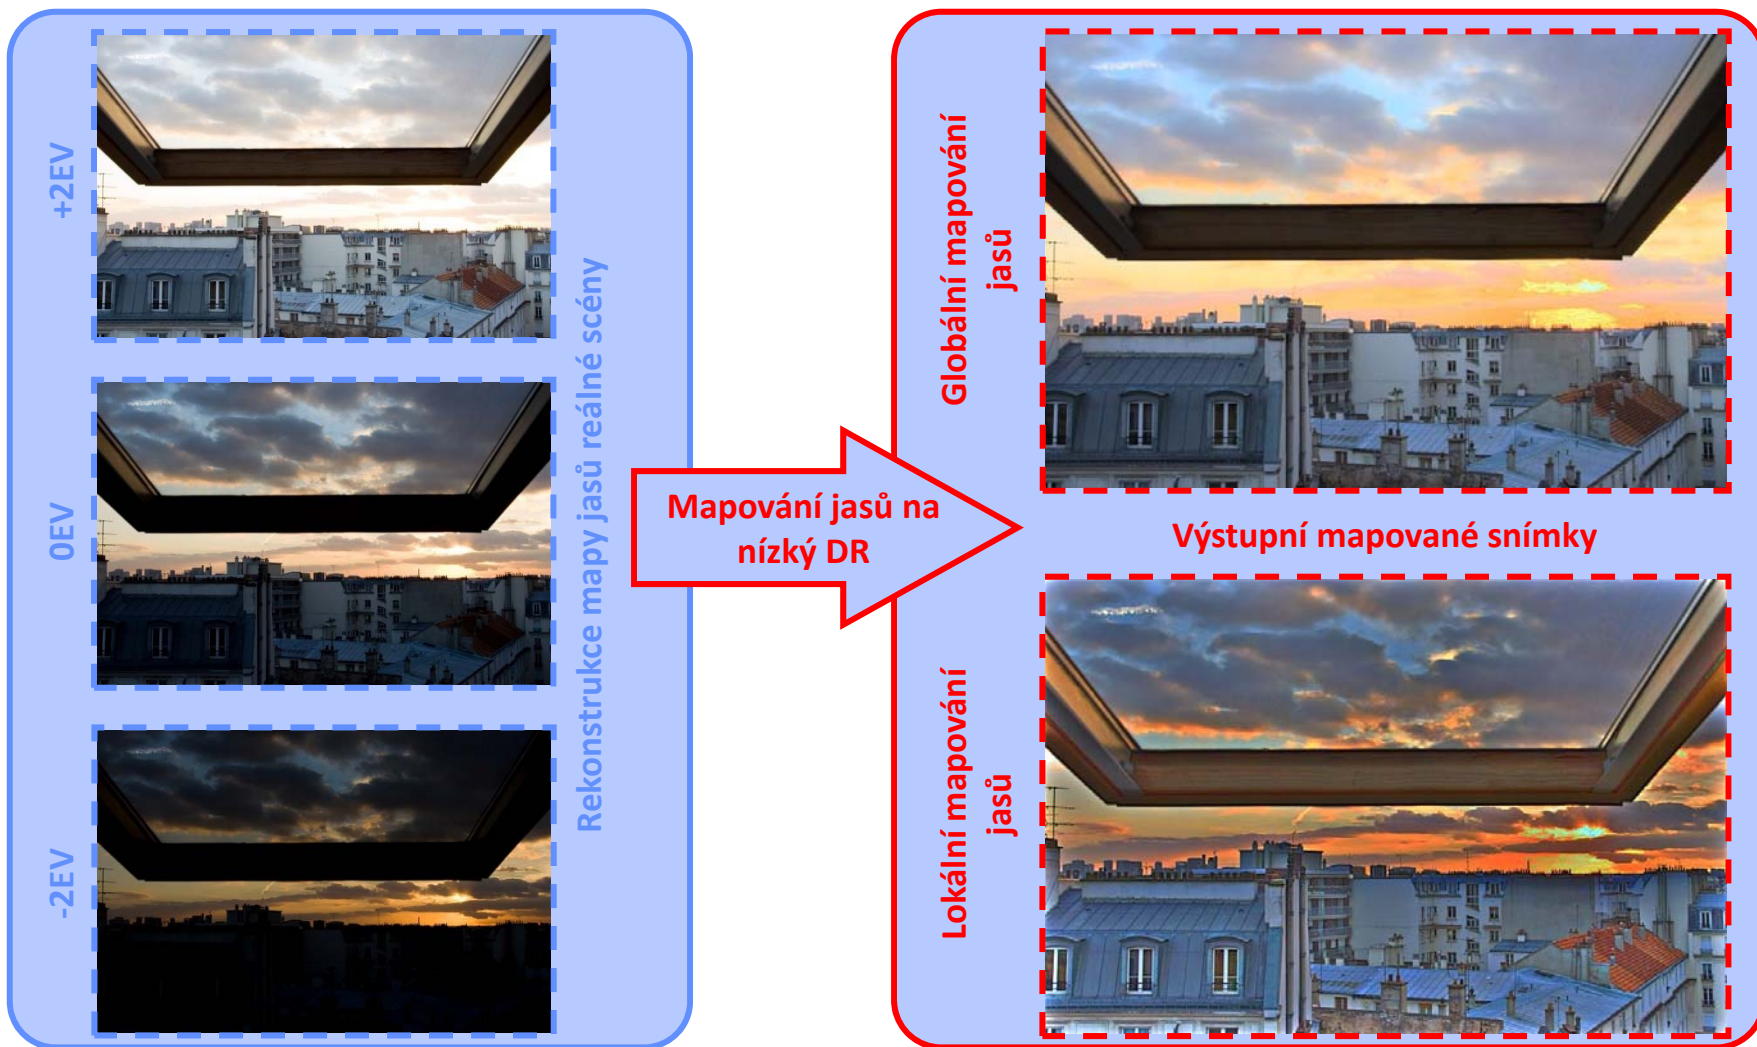 +2EV
0EV
-2EV
Rekonstrukce mapy jasů reálné scény
Mapování jasů na
nízký DR
Globální mapování
jasů
Výstupní mapované snímky
Lokální mapování
jasů